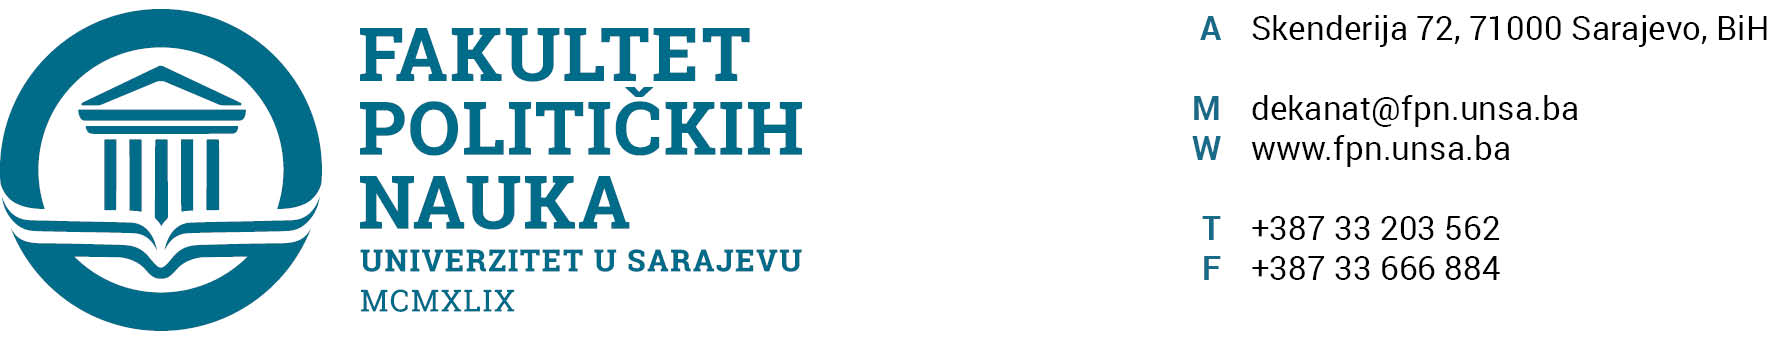 FAKULTET
POLITIČKIH
NAUKA
UNIVERZITET U SARAJEVU
MCMXLIX
A Skenderija 72, 71000 Sarajevo, BiH
M dekanat@fpn.unsa.ba
W www.fpn.unsa.ba
T +387 33 203 562
F +387 33 666 884